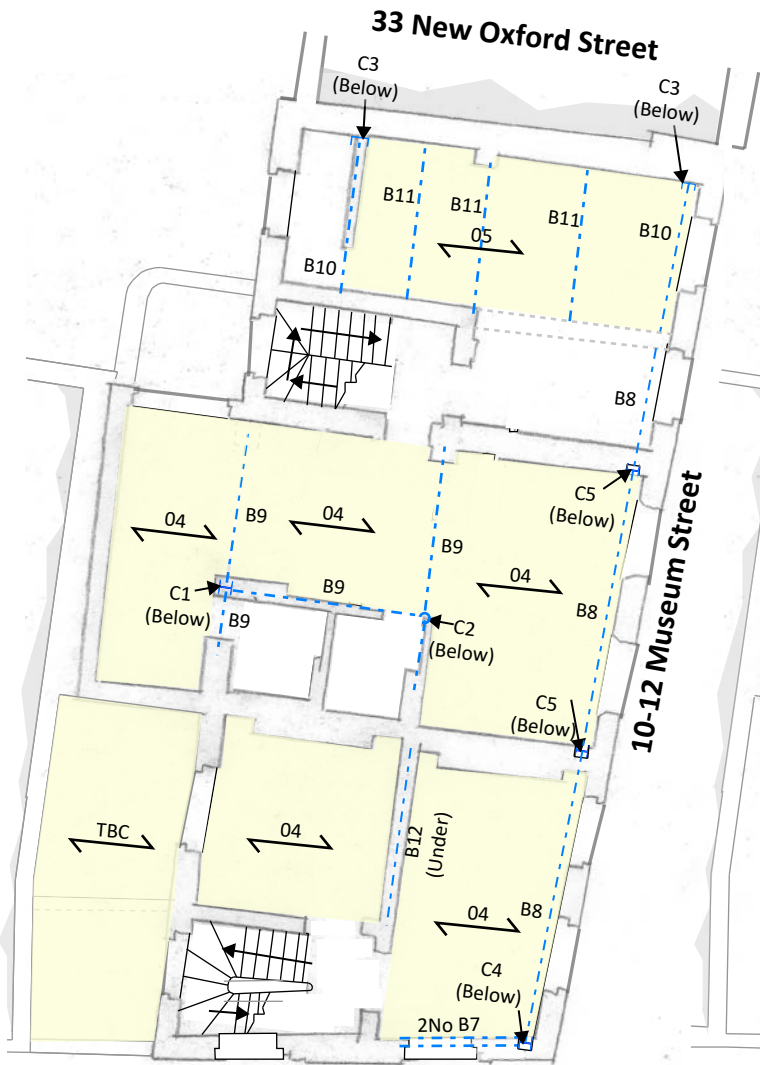 33 New Oxford Street
C3
(Below)
C3
(Below)
B11
B11
B11
B10
05
B10
B8
C5
(Below)
04
04
B9
B9
04
B9
C1
(Below)
B9
B8
C2
(Below)
10-12 Museum Street
C5
(Below)
TBC
04
B12
(Under)
04
B8
C4
(Below)
2No B7